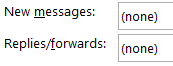 New messages: (none)
Replies/forwards: (none)